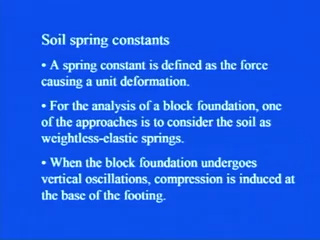 Soil spring constants
• A spring constant is defined as the force
causing a unit deformation.
• For the analysis of a block foundation, one
of the approaches is to consider the soil as
weightless-elastic springs.
• When the block foundation undergoes
vertical oscillations, compression is induced at
the base of the footing.